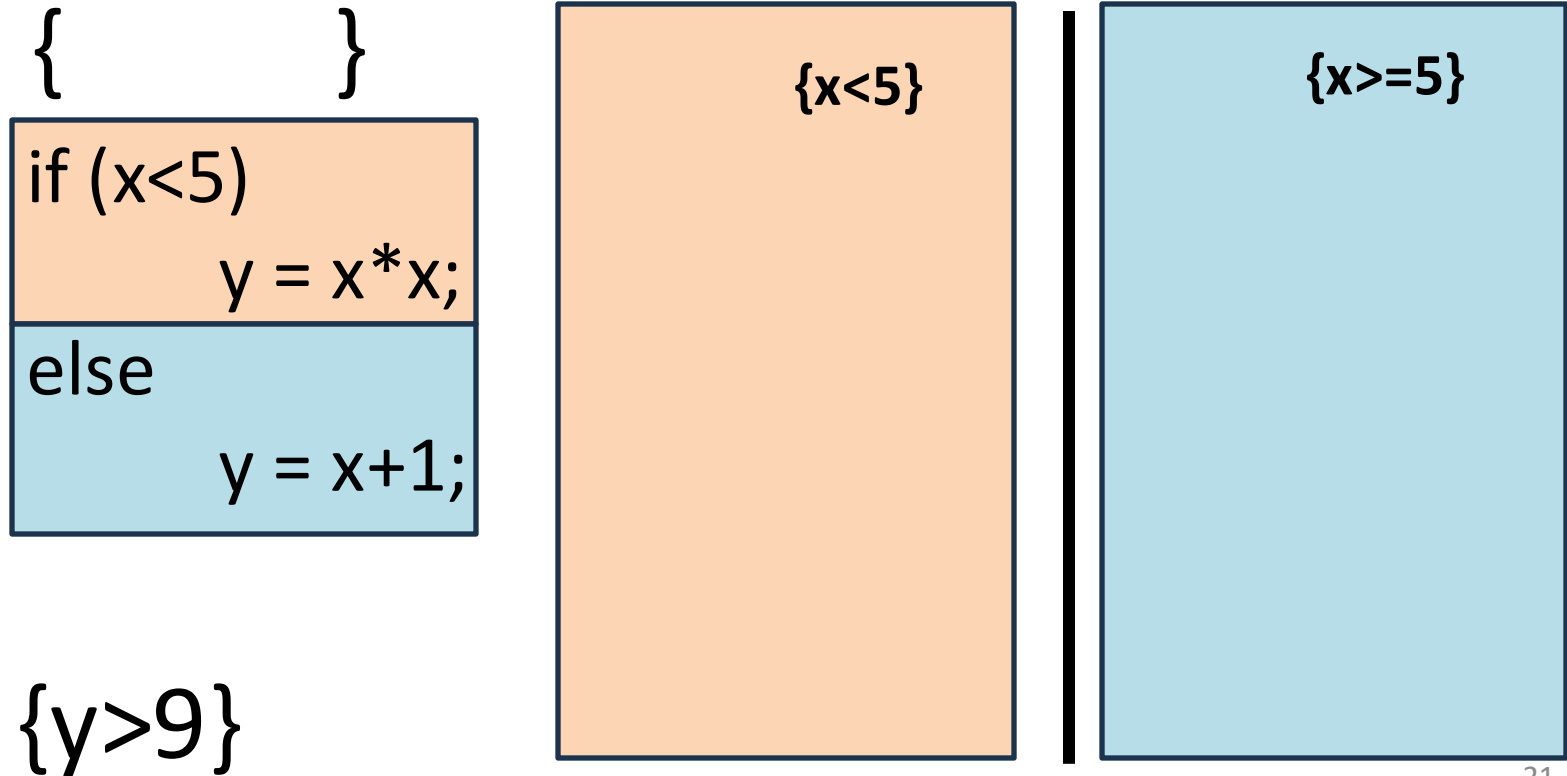 { }
if (x<5)
y = x*x;
else
y = x+1;
{y>9}
{x<5}
{x>=5}